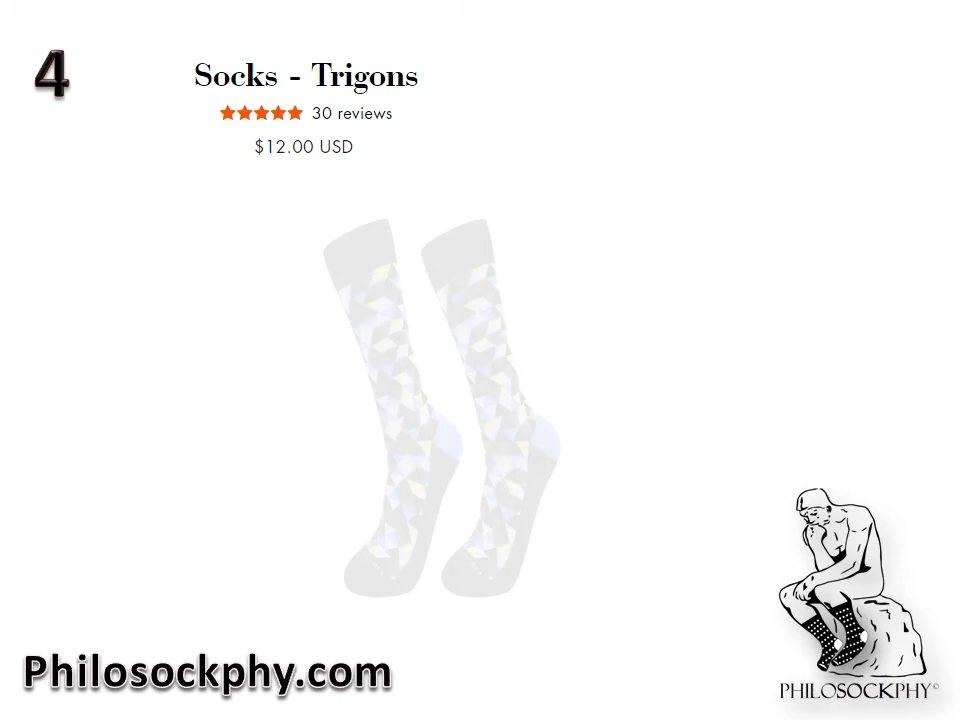 4
Socks - Trigons
30 reviews
$12.00 USD
Philosockphy.com
PHILOSOCKPHY©